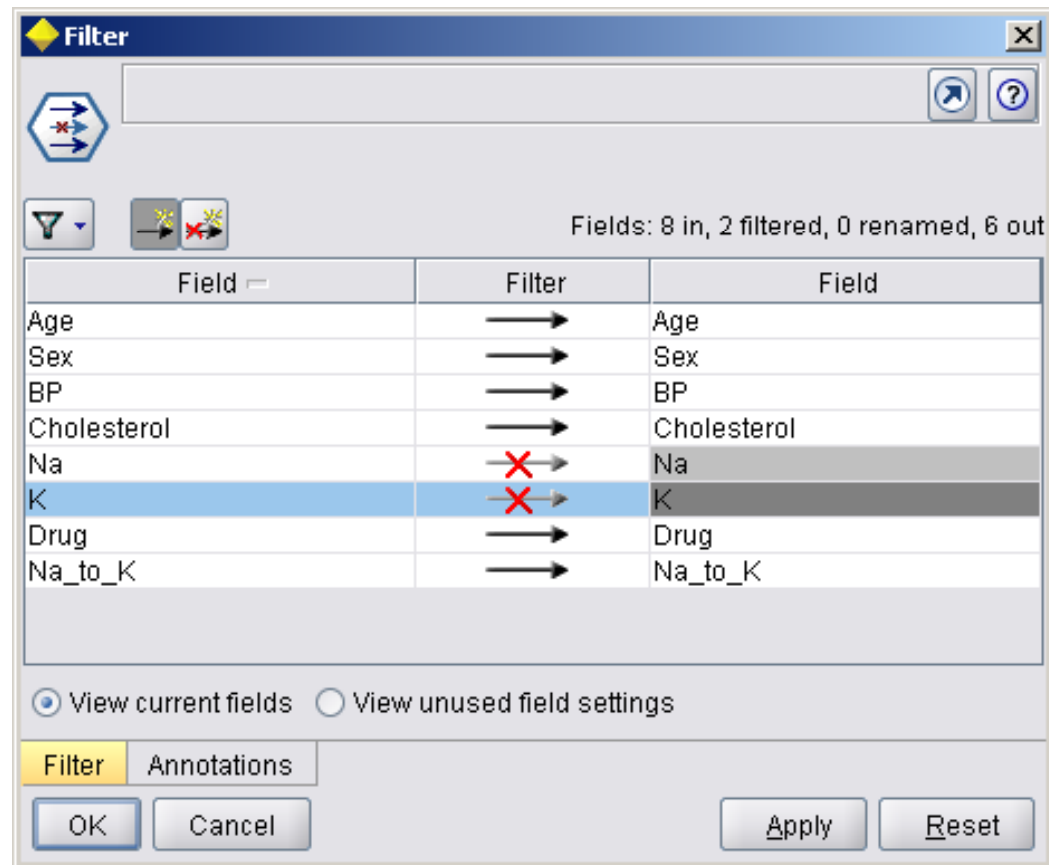 Filter
Fields: 8 in, 2 filtered, 0 renamed, 6 out
Field Filter Field
Age Age
Sex Sex
BP BP
Cholesterol Cholesterol
Na Na
K K
Drug Drug
Na_to_K Na_to_K
View current fields View unused field settings
Filter Annotations
OK Cancel Apply Reset